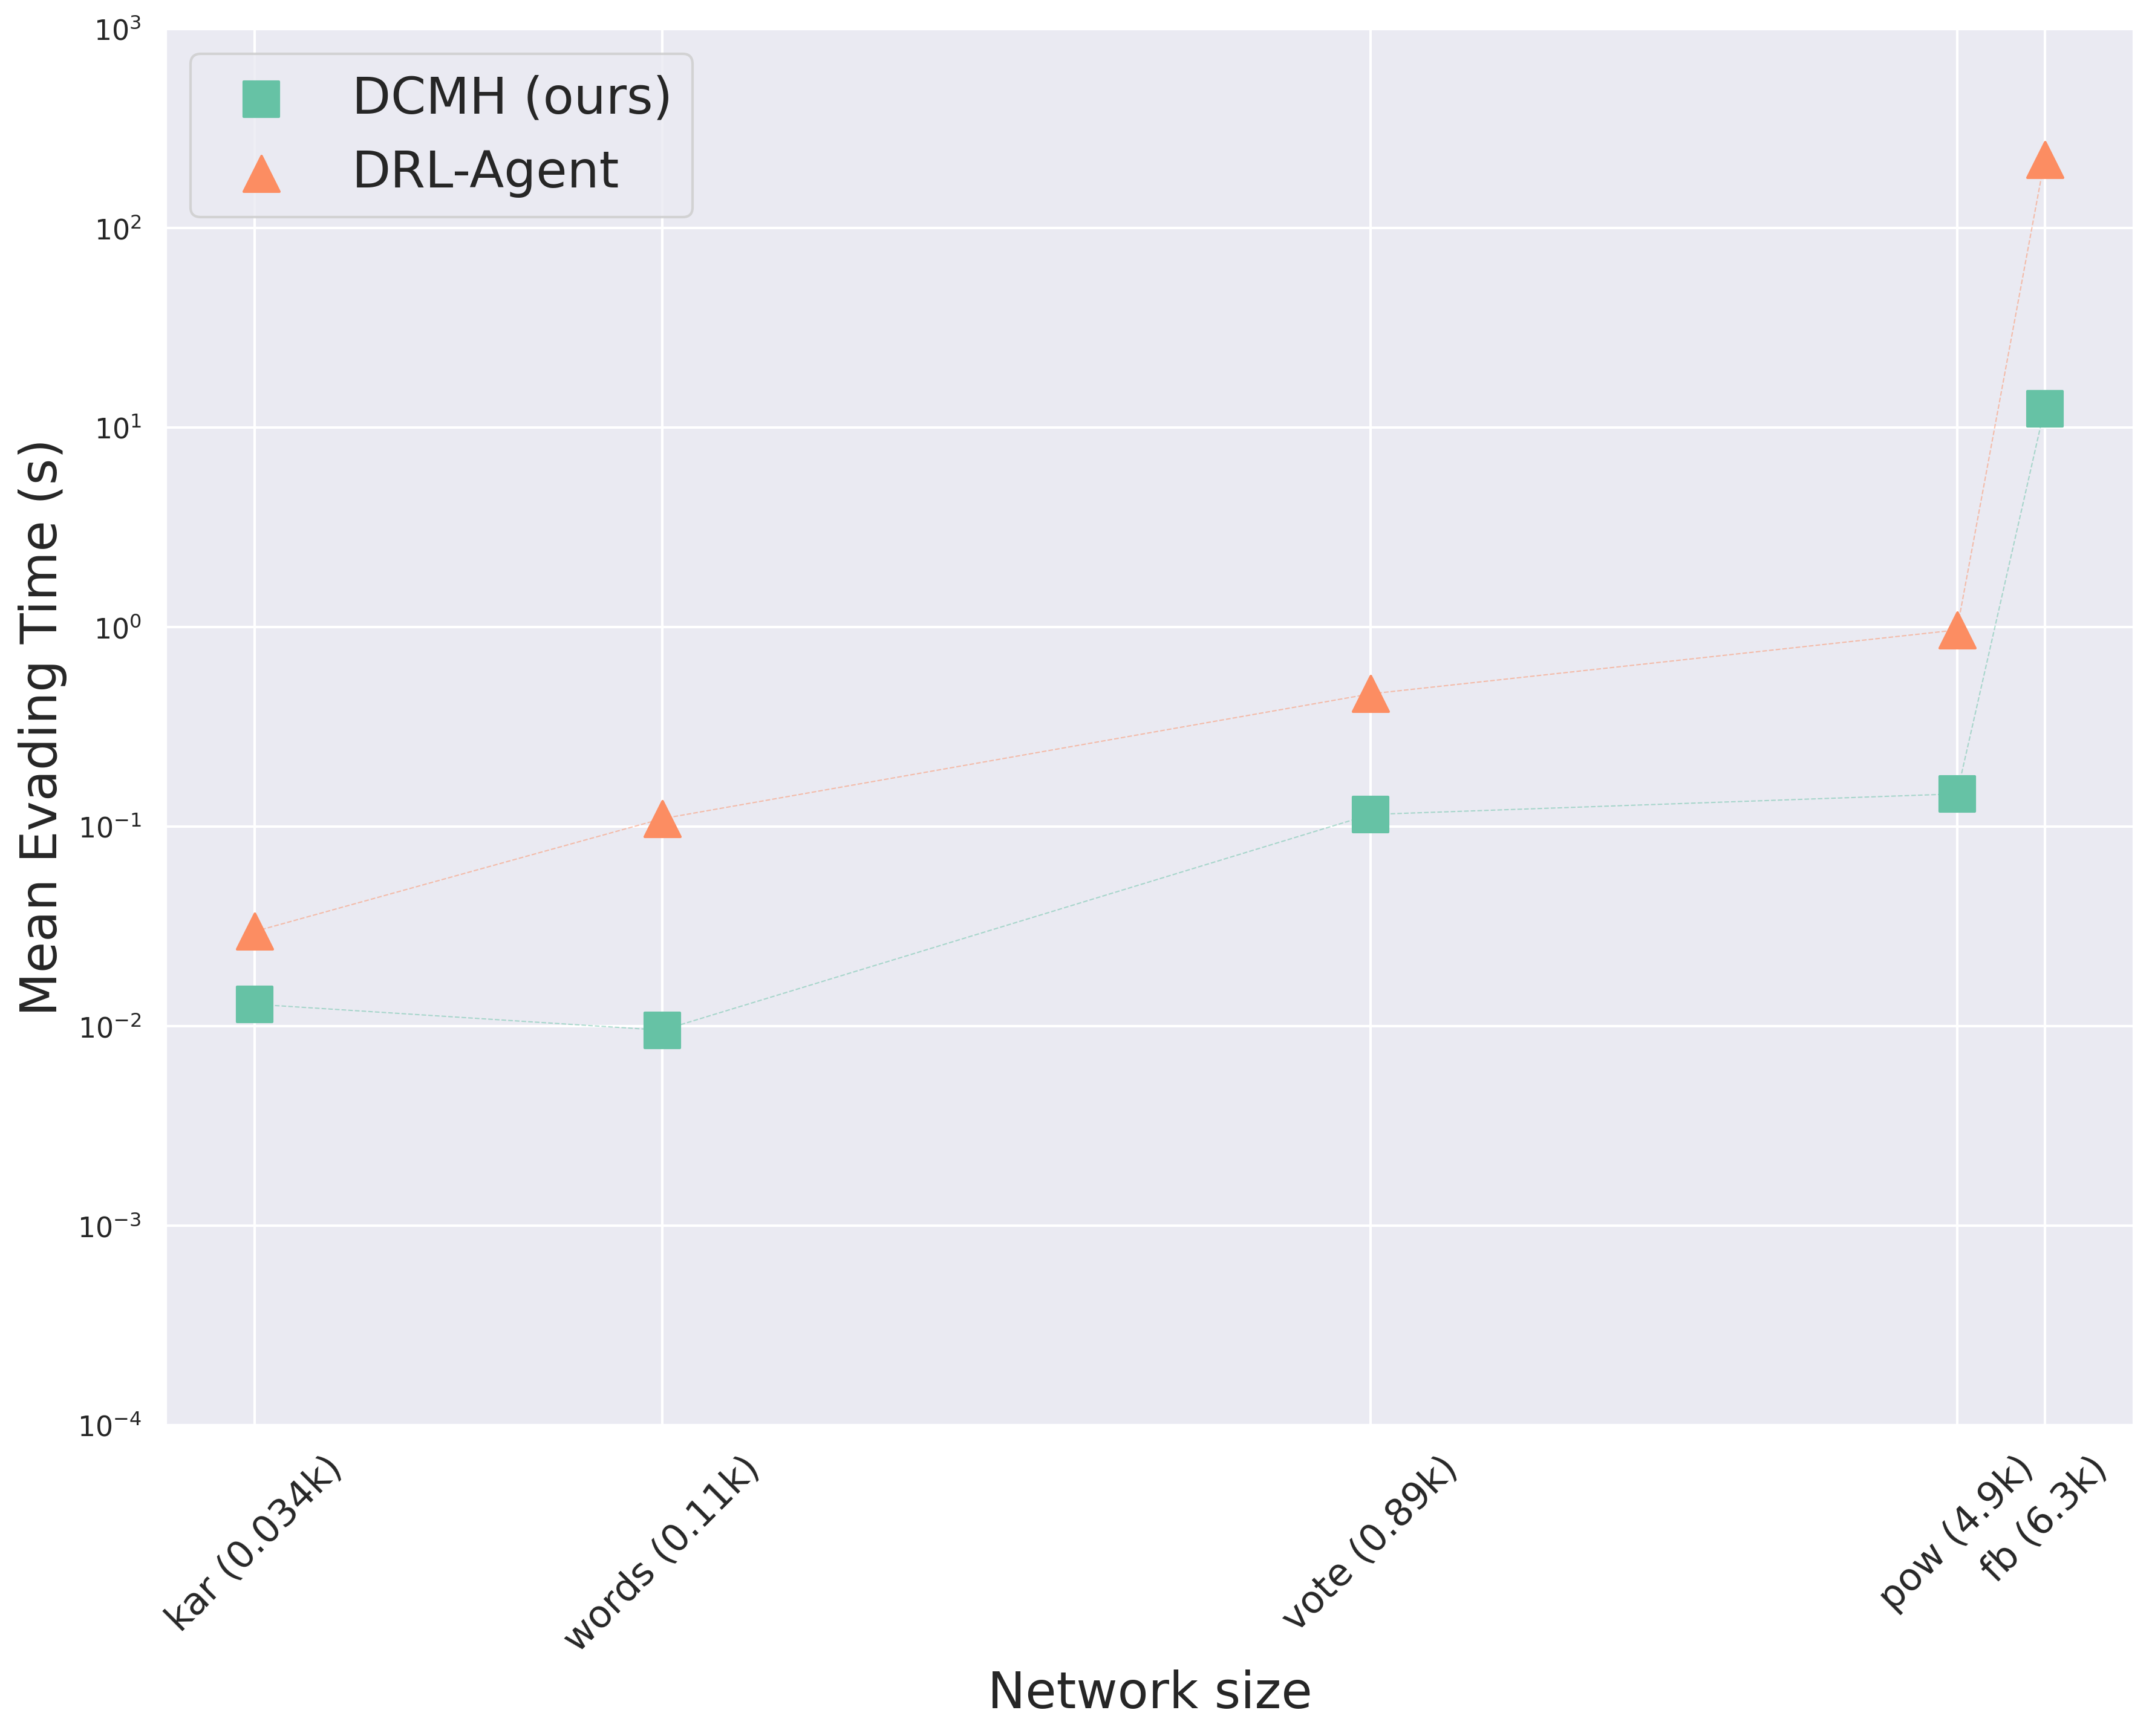 DCMH (ours)
DRL-Agent
Mean Evading Time (s)
10³
10²
10¹
10⁰
10⁻¹
10⁻²
10⁻³
10⁻⁴
kar (0.034k)
words (0.11k)
vote (0.89k)
pow (4.9k)
fb (6.3k)
Network size